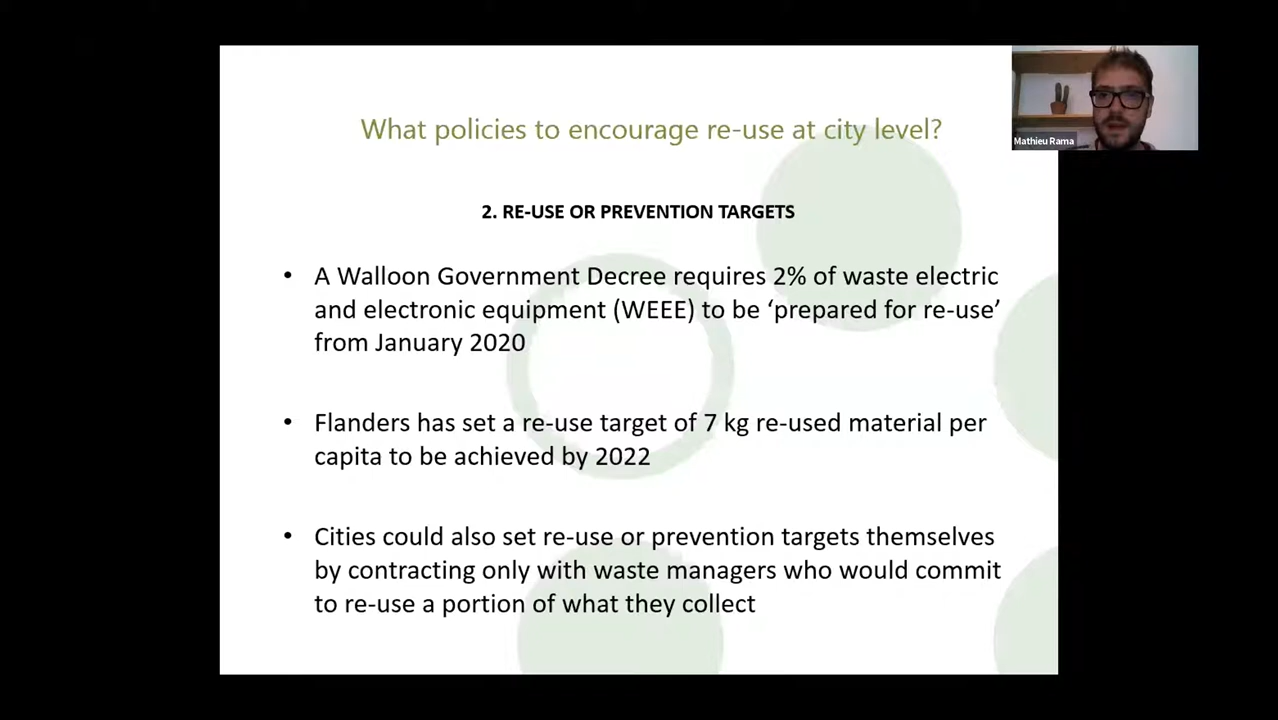 What policies to encourage re-use at city level?
Mathieu Rama
2. RE-USE OR PREVENTION TARGETS
• A Walloon Government Decree requires 2% of waste electric
and electronic equipment (WEEE) to be ‘prepared for re-use’
from January 2020
• Flanders has set a re-use target of 7 kg re-used material per
capita to be achieved by 2022
• Cities could also set re-use or prevention targets themselves
by contracting only with waste managers who would commit
to re-use a portion of what they collect